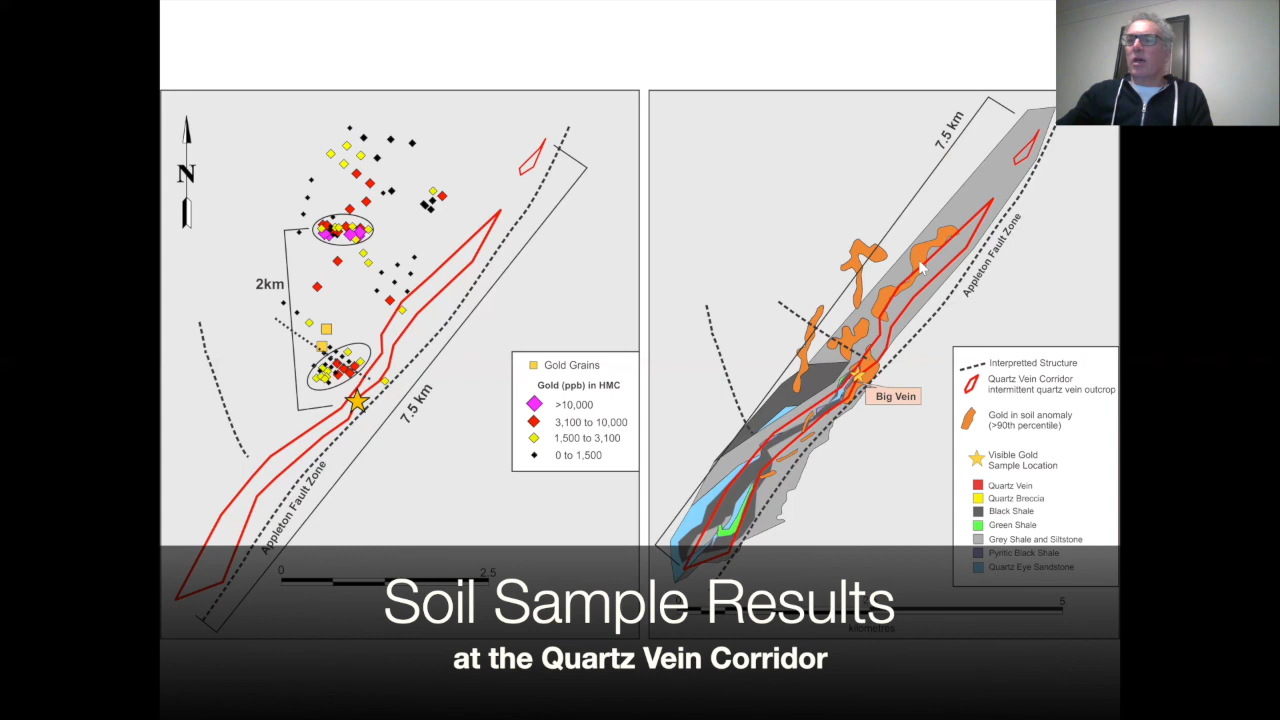 N
2km
7.5 km
Appleton Fault Zone
Gold Grains
Gold (ppb) in HMC
>10,000
3,100 to 10,000
1,500 to 3,100
0 to 1,500
0
2.5
7.5 km
Appleton Fault Zone
Big Vein
Interpretted Structure
Quartz Vein Corridor
intermittent quartz vein outcrop
Gold in soil anomaly
(>90th percentile)
Visible Gold
Sample Location
Quartz Vein
Quartz Breccia
Black Shale
Green Shale
Grey Shale and Siltstone
Pyritic Black Shale
Quartz Eye Sandstone
5
kilometres
Soil Sample Results
at the Quartz Vein Corridor